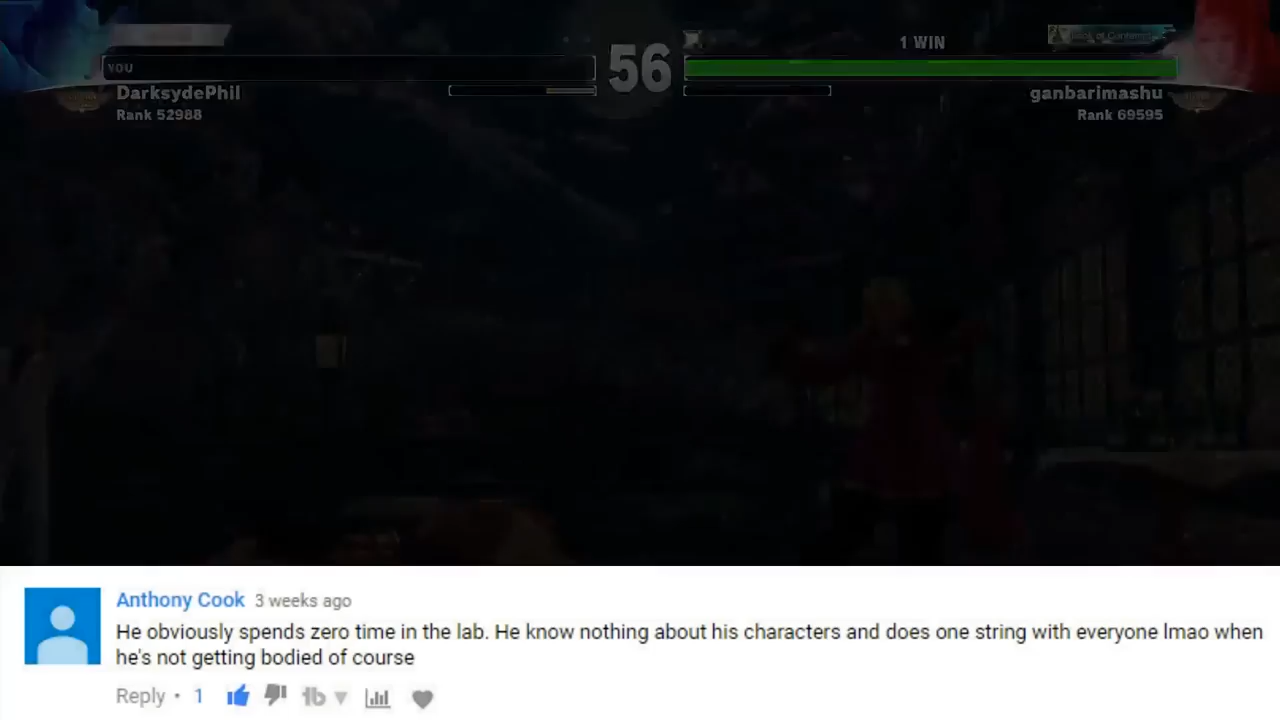 56
1 WIN
YOU
DarksydePhil
ganbarimashu
Rank 52988
Rank 69595
Anthony Cook 3 weeks ago
He obviously spends zero time in the lab. He know nothing about his characters and does one string with everyone lmao when
he's not getting bodied of course
Reply • 1